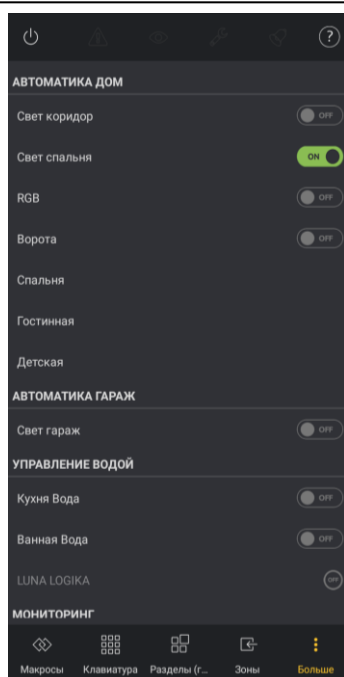 ?
АВТОМАТИКА ДОМ
Свет коридор OFF
Свет спальня ON
RGB OFF
Ворота OFF
Спальня
Гостинная
Детская
АВТОМАТИКА ГАРАЖ
Свет гараж OFF
УПРАВЛЕНИЕ ВОДОЙ
Кухня Вода OFF
Ванная Вода OFF
LUNA LOGIKA OFF
МОНИТОРИНГ
Макросы Клавиатура Разделы (г... Зоны Больше